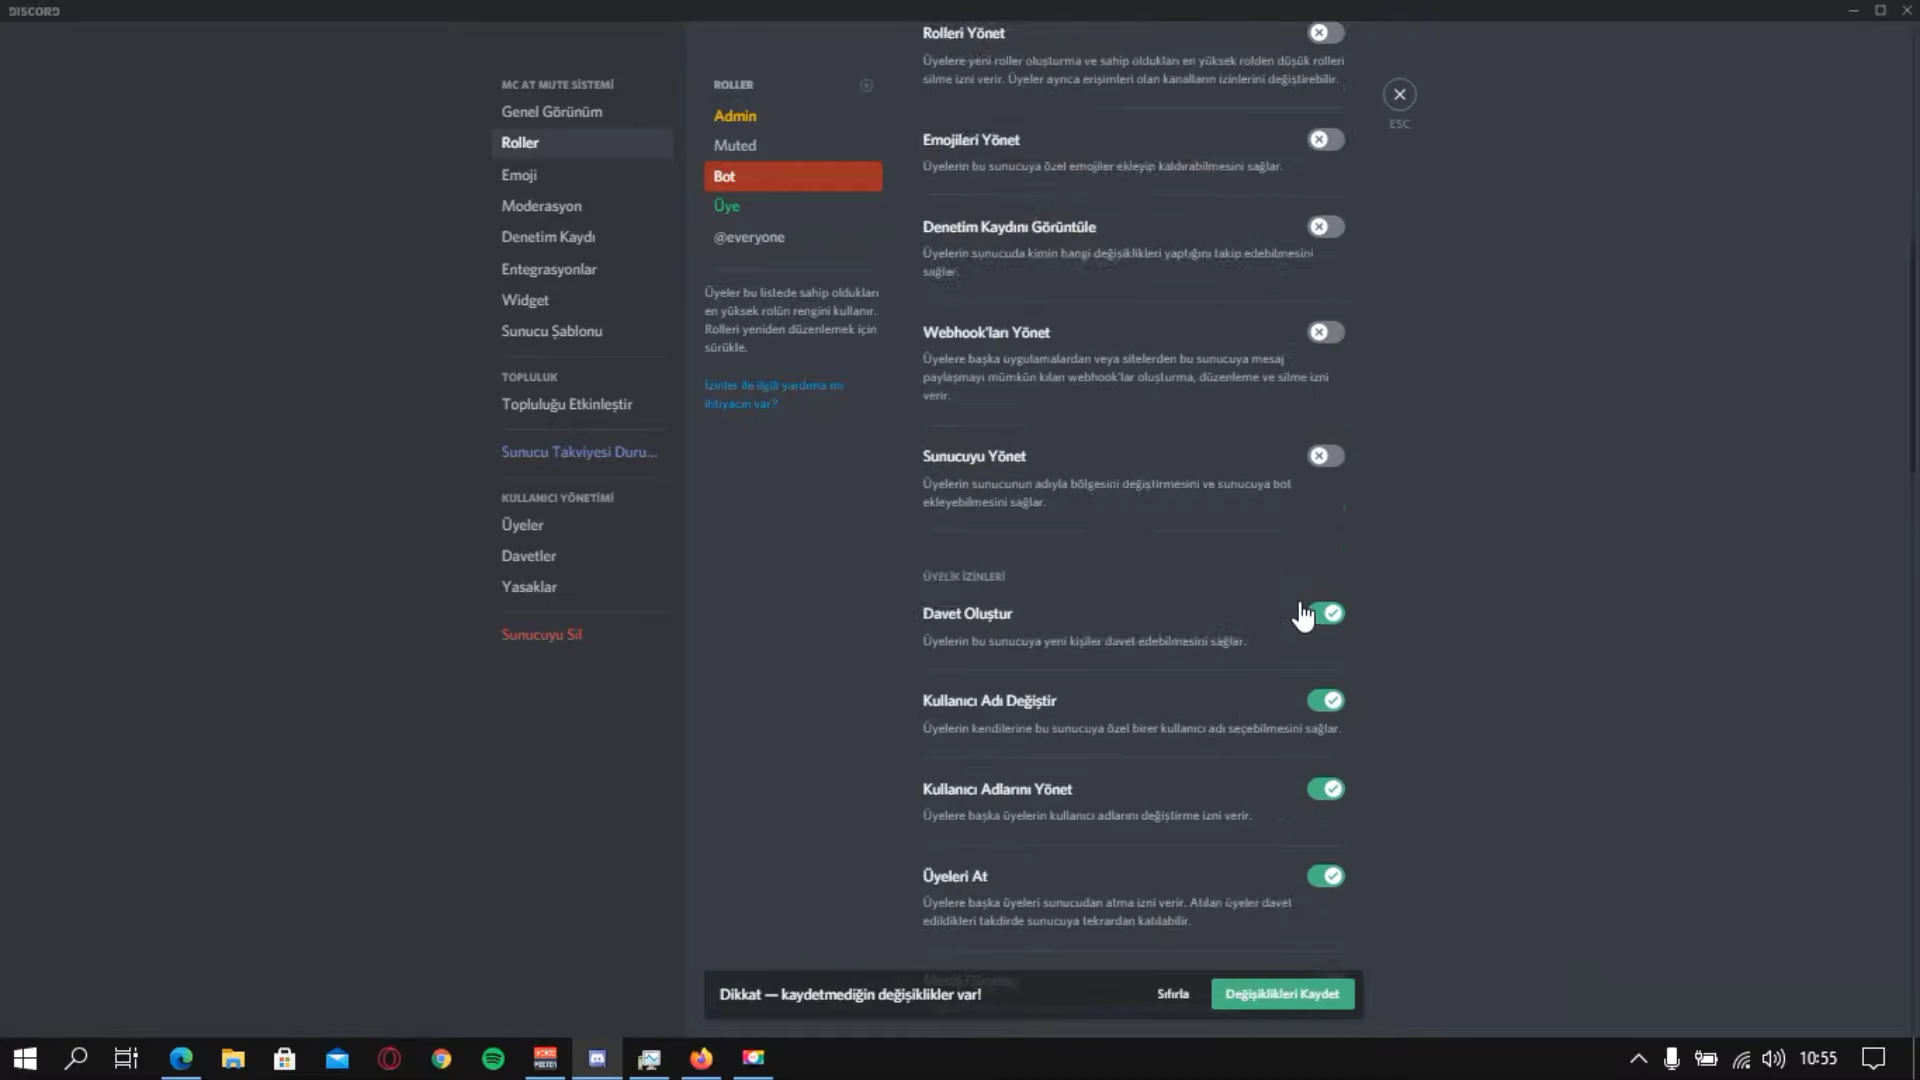 DISCORD
MC AT MUTE SİSTEMİ
Genel Görünüm
Roller
Emoji
Moderasyon
Denetim Kaydı
Entegrasyonlar
Widget
Sunucu Şablonu
TOPLULUK
Topluluğu Etkinleştir
Sunucu Takviyesi Duru...
KULLANICI YÖNETİMİ
Üyeler
Davetler
Yasaklar
Sunucuyu Sil
ROLLER
Admin
Muted
Bot
Üye
@everyone
Üyeler bu listede sahip oldukları
en yüksek rolün rengini kullanır.
Rolleri yeniden düzenlemek için
sürükle.
İzinler ile ilgili yardıma mı
ihtiyacın var?
Rolleri Yönet
Üyelere yeni roller oluşturma ve sahip oldukları en yüksek rolden düşük rolleri
silme izni verir. Üyeler ayrıca erişimleri olan kanalların izinlerini değiştirebilir.
Emojileri Yönet
Üyelerin bu sunucuya özel emojiler ekleyip kaldırabilmesini sağlar.
Denetim Kaydını Görüntüle
Üyelerin sunucuda kimin hangi değişiklikleri yaptığını takip edebilmesini
sağlar.
Webhook'ları Yönet
Üyelere başka uygulamalardan veya sitelerden bu sunucuya mesaj
paylaşmayı mümkün kılan webhook'lar oluşturma, düzenleme ve silme izni
verir.
Sunucuyu Yönet
Üyelerin sunucunun adıyla bölgesini değiştirmesini ve sunucuya bot
ekleyebilmesini sağlar.
ÜYELİK İZİNLERİ
Davet Oluştur
Üyelerin bu sunucuya yeni kişiler davet edebilmesini sağlar.
Kullanıcı Adı Değiştir
Üyelerin kendilerine bu sunucuya özel birer kullanıcı adı seçebilmesini sağlar.
Kullanıcı Adlarını Yönet
Üyelere başka üyelerin kullanıcı adlarını değiştirme izni verir.
Üyeleri At
Üyelere başka üyeleri sunucudan atma izni verir. Atılan üyeler davet
edildikleri takdirde sunucuya tekrardan katılabilir.
Dikkat — kaydetmediğin değişiklikler var!
Sıfırla
Değişiklikleri Kaydet
ESC
10:55